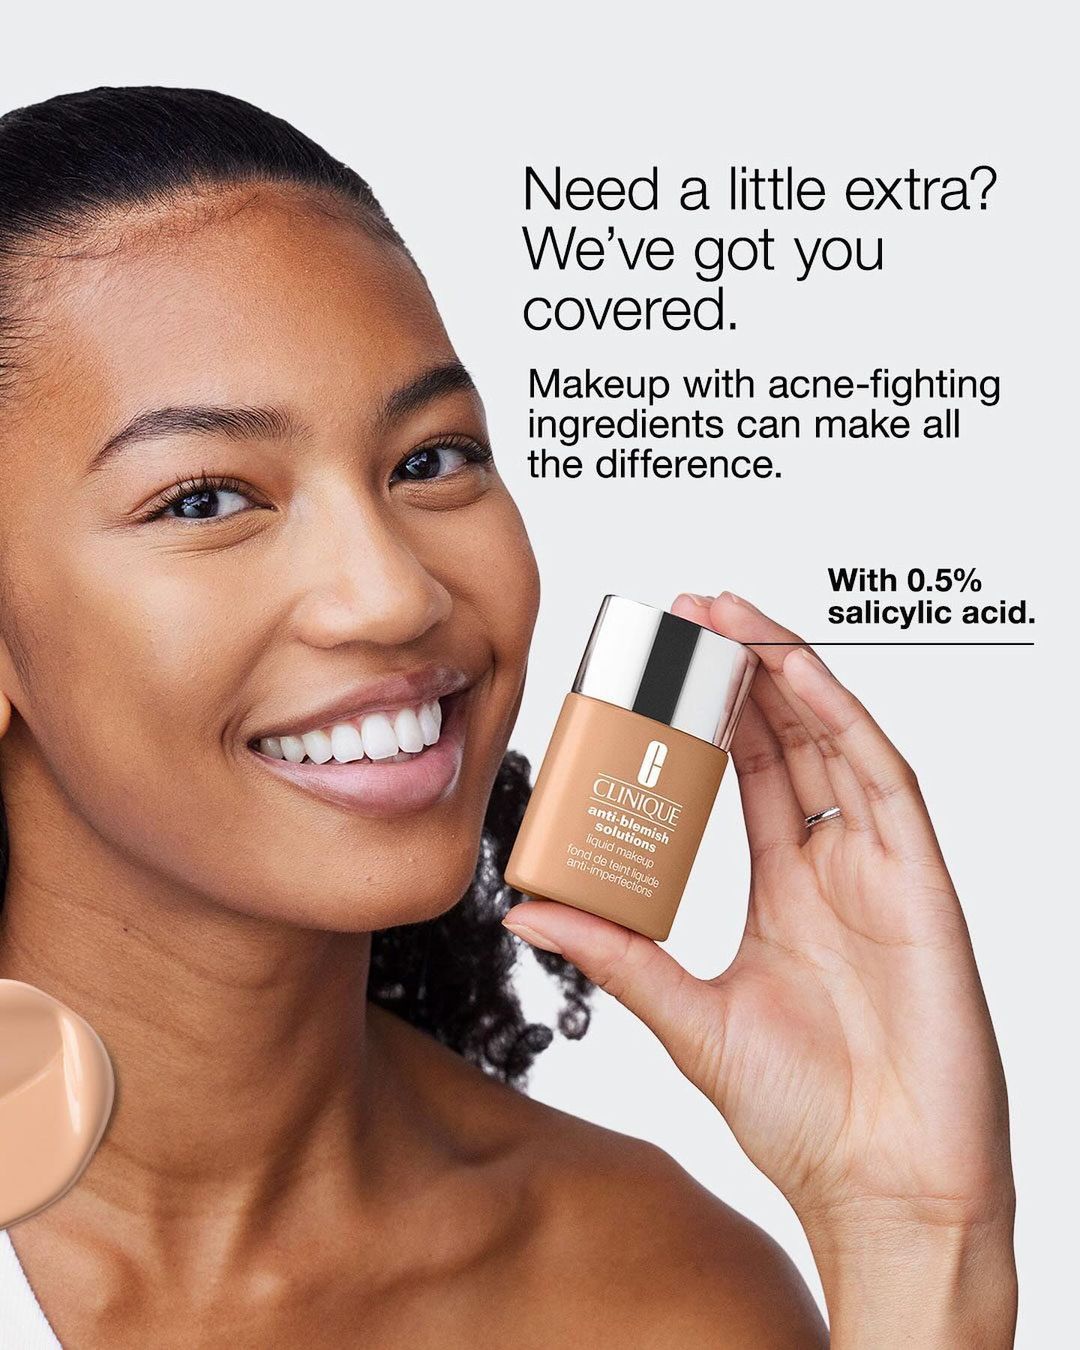 Need a little extra?
We've got you
covered.
Makeup with acne-fighting
ingredients can make all
the difference.
With 0.5%
salicylic acid.
C
CLINIQUE
anti-blemish
solutions
liquid makeup
fond de teint liquide
anti-imperfections